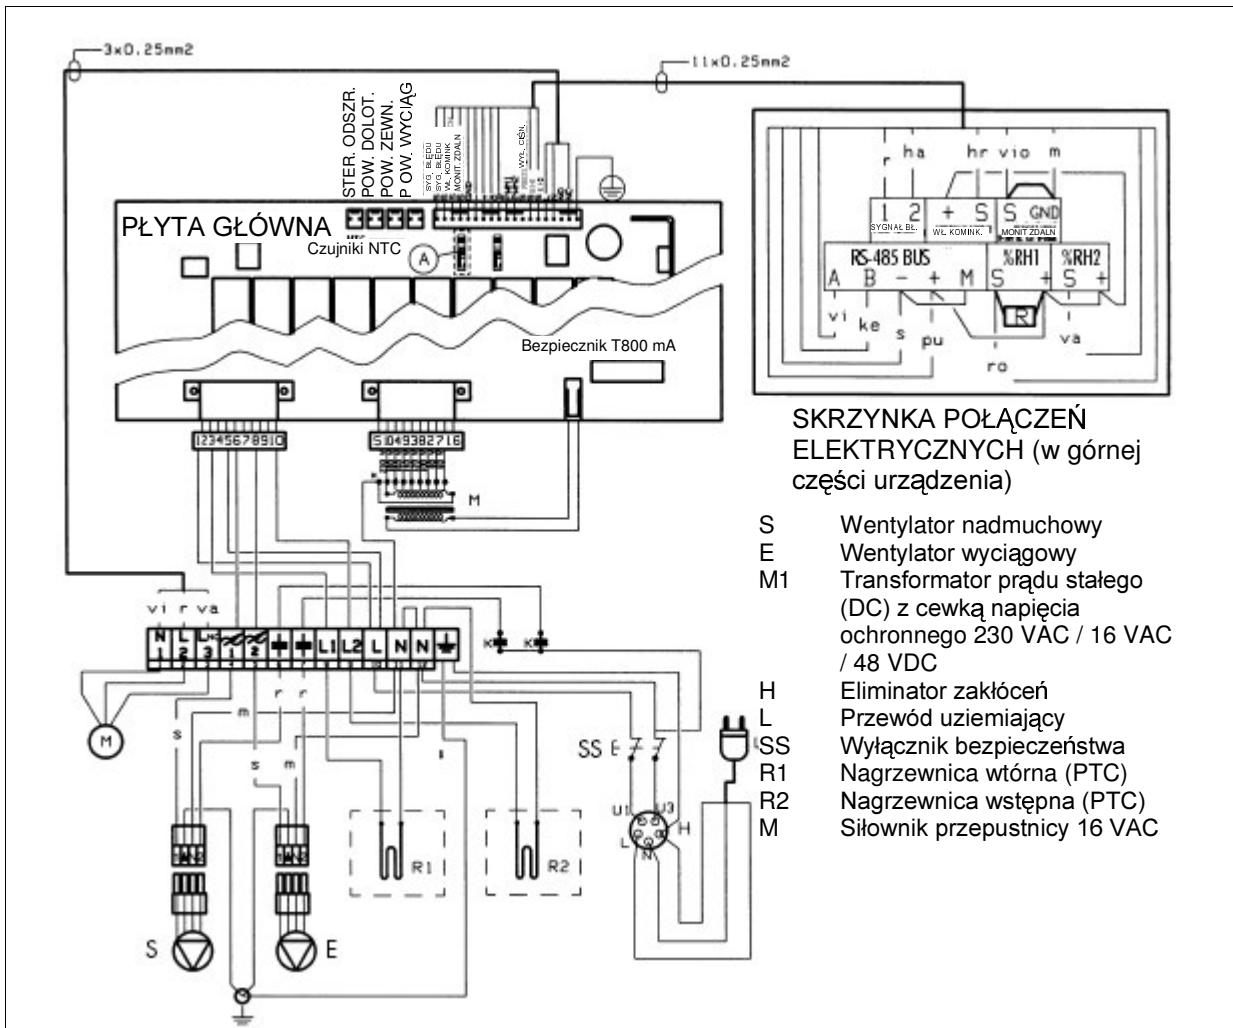 3x0.25mm2
11x0.25mm2
STER. ODSZR.
POW. DOLOT.
POW. ZEWN.
P OW. WYCIĄG
SYG. BŁĘDU
SYG. BŁĘDU
WŁ. KOMINK
MONIT. ZDALN
WYŁ. CIŚN.
PŁYTA GŁÓWNA
Czujniki NTC
A
Bezpiecznik T800 mA
r ha hr vio m
1 2 + S S GND
SYGNAŁ BŁ. WŁ. KOMINK. MONIT ZDALN
RS-485 BUS %RH1 %RH2
A B - + M S + S +
R
vi ke s pu ro va
SKRZYNKA POŁĄCZEŃ
ELEKTRYCZNYCH (w górnej
części urządzenia)
12345678910
51049382716
M
vi r va
N L LNC L1 L2 L N N
1 2 3 1 2
K K
M
s m r r
s m
SS E
U1 U3
H
L N
R1
R2
S E
S Wentylator nadmuchowy
E Wentylator wyciągowy
M1 Transformator prądu stałego
(DC) z cewką napięcia
ochronnego 230 VAC / 16 VAC
/ 48 VDC
H Eliminator zakłóceń
L Przewód uziemiający
SS Wyłącznik bezpieczeństwa
R1 Nagrzewnica wtórna (PTC)
R2 Nagrzewnica wstępna (PTC)
M Siłownik przepustnicy 16 VAC